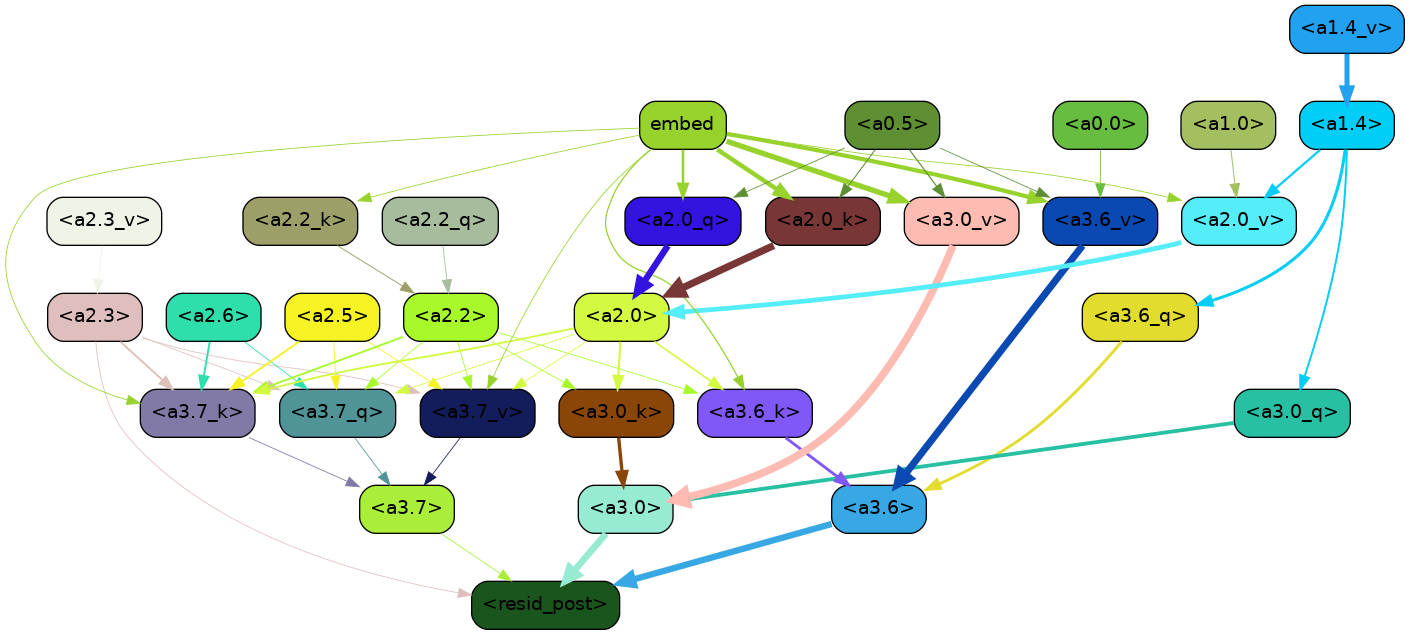 <a1.4_v>
embed
<a0.5>
<a0.0>
<a1.0>
<a1.4>
<a2.3_v>
<a2.2_k>
<a2.2_q>
<a2.0_q>
<a2.0_k>
<a3.0_v>
<a3.6_v>
<a2.0_v>
<a2.3>
<a2.6>
<a2.5>
<a2.2>
<a2.0>
<a3.6_q>
<a3.7_k>
<a3.7_q>
<a3.7_v>
<a3.0_k>
<a3.6_k>
<a3.0_q>
<a3.7>
<a3.0>
<a3.6>
<resid_post>